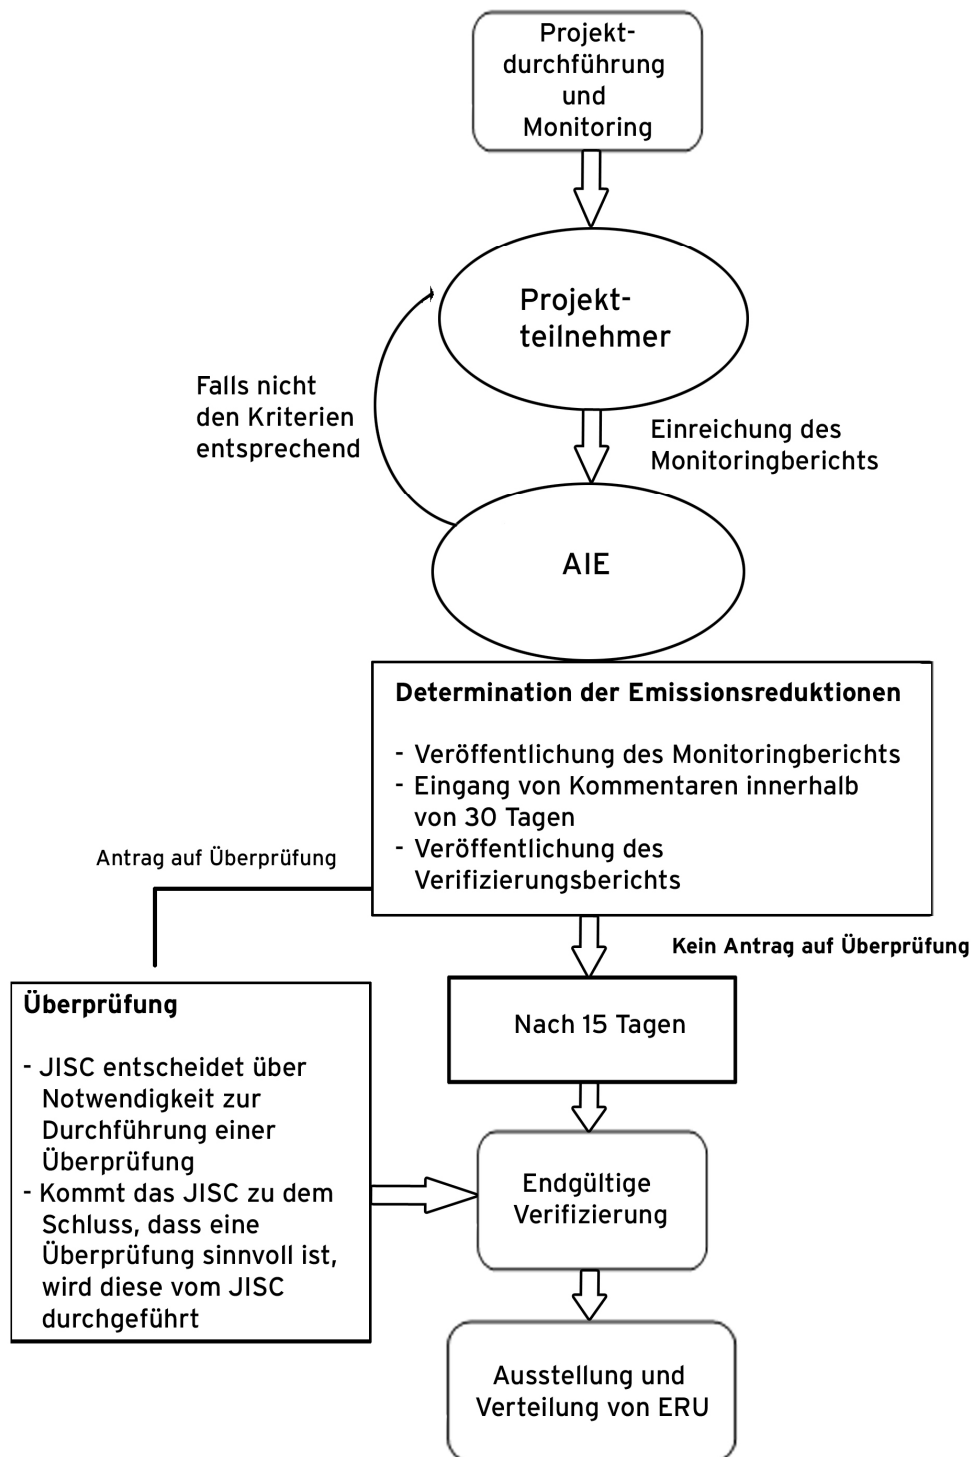 Projekt-
durchführung
und
Monitoring
Projekt-
teilnehmer
Falls nicht
den Kriterien
entsprechend
Einreichung des
Monitoringberichts
AIE
Determination der Emissionsreduktionen
- Veröffentlichung des Monitoringberichts
- Eingang von Kommentaren innerhalb
von 30 Tagen
- Veröffentlichung des
Verifizierungsberichts
Antrag auf Überprüfung
Kein Antrag auf Überprüfung
Überprüfung
- JISC entscheidet über
Notwendigkeit zur
Durchführung einer
Überprüfung
- Kommt das JISC zu dem
Schluss, dass eine
Überprüfung sinnvoll ist,
wird diese vom JISC
durchgeführt
Nach 15 Tagen
Endgültige
Verifizierung
Ausstellung und
Verteilung von ERU